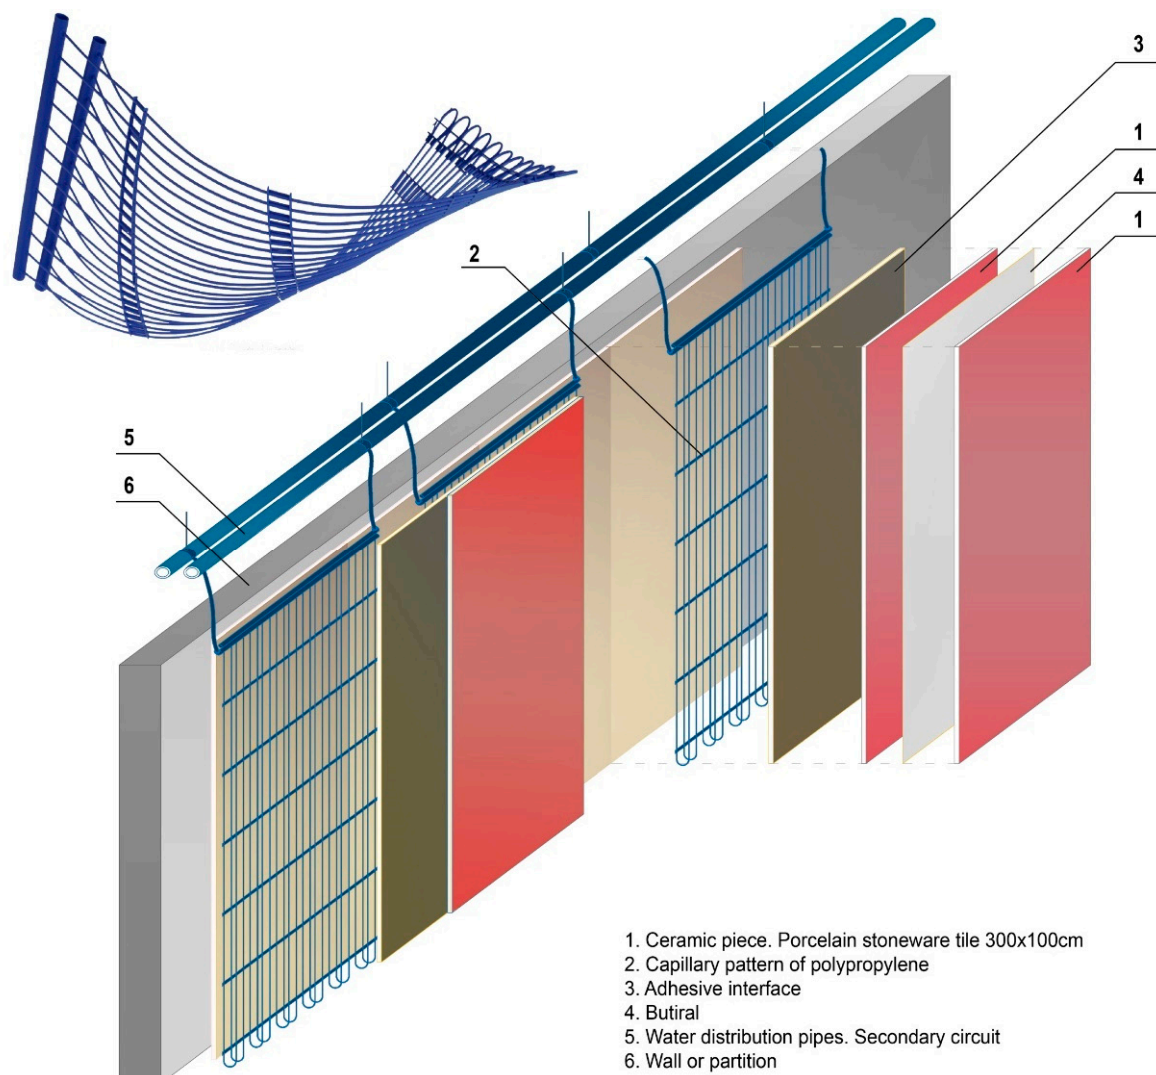 3
1
4
1
2
5
6
1. Ceramic piece. Porcelain stoneware tile 300x100cm
2. Capillary pattern of polypropylene
3. Adhesive interface
4. Butiral
5. Water distribution pipes. Secondary circuit
6. Wall or partition